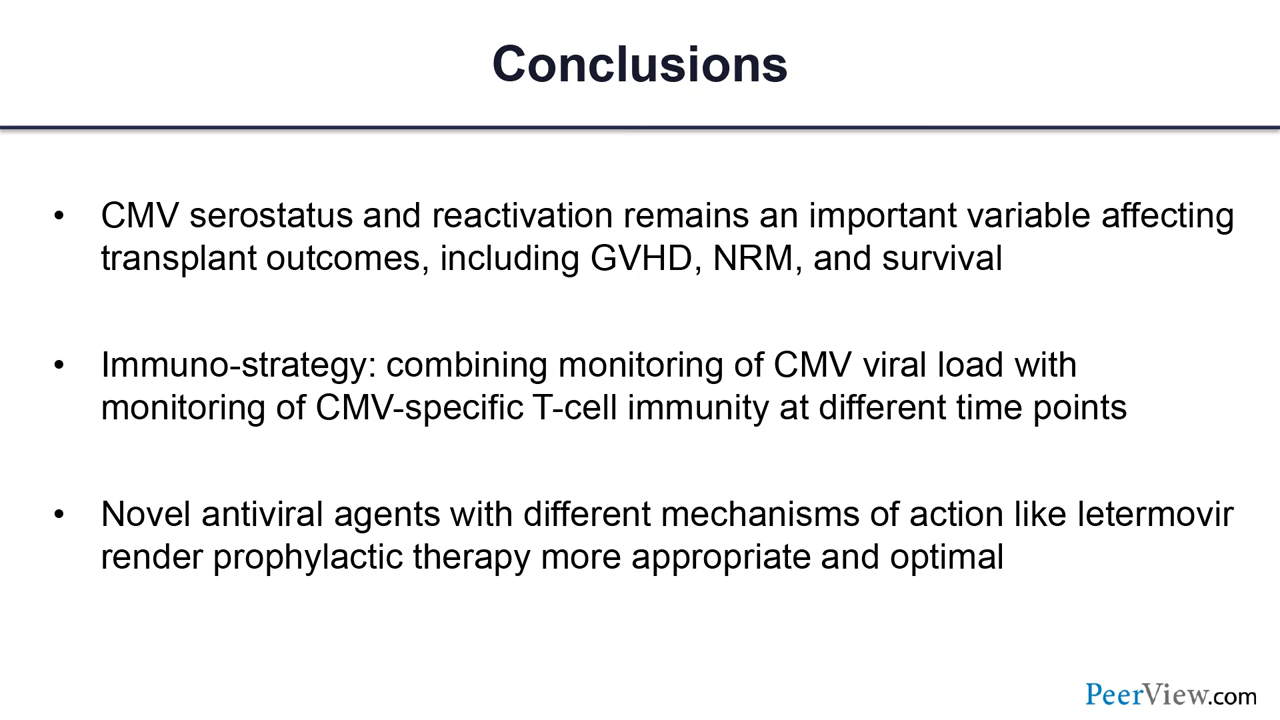 Conclusions
• CMV serostatus and reactivation remains an important variable affecting
transplant outcomes, including GVHD, NRM, and survival
• Immuno-strategy: combining monitoring of CMV viral load with
monitoring of CMV-specific T-cell immunity at different time points
• Novel antiviral agents with different mechanisms of action like letermovir
render prophylactic therapy more appropriate and optimal
PeerView.com